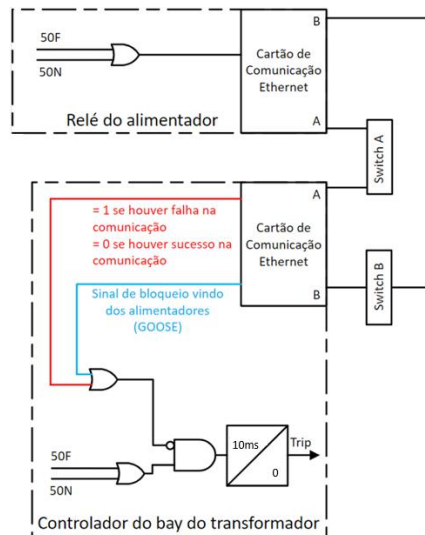 B
50F
50N
Cartão de
Comunicação
Ethernet
Relé do alimentador
A
Switch A
= 1 se houver falha na
comunicação
= 0 se houver sucesso na
comunicação
A
Cartão de
Comunicação
Ethernet
B
Switch B
Sinal de bloqueio vindo
dos alimentadores
(GOOSE)
50F
50N
10ms
0
Trip
Controlador do bay do transformador